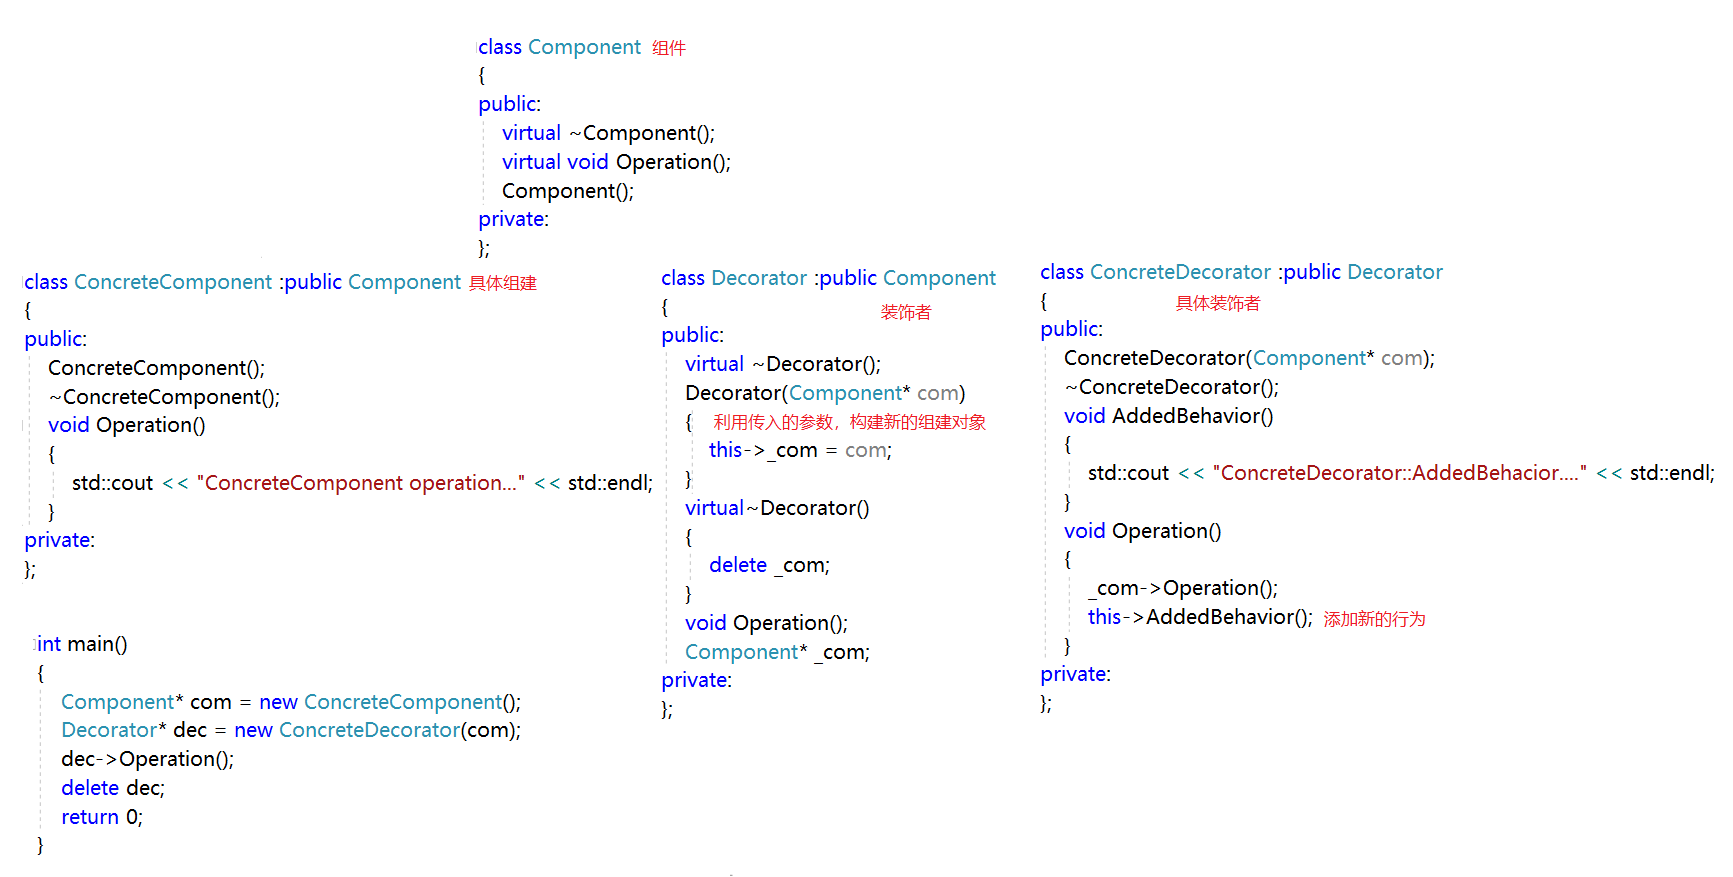 class Component 组件
{
public:
virtual ~Component();
virtual void Operation();
Component();
private:
};
class ConcreteComponent :public Component 具体组建
{
public:
ConcreteComponent();
~ConcreteComponent();
void Operation()
{
std::cout << "ConcreteComponent operation..." << std::endl;
}
private:
};
int main()
{
Component* com = new ConcreteComponent();
Decorator* dec = new ConcreteDecorator(com);
dec->Operation();
delete dec;
return 0;
}
class Decorator :public Component
{
装饰者
public:
virtual ~Decorator();
Decorator(Component* com)
{ 利用传入的参数，构建新的组建对象
this->_com = com;
}
virtual~Decorator()
{
delete _com;
}
void Operation();
Component* _com;
private:
};
class ConcreteDecorator :public Decorator
{ 具体装饰者
public:
ConcreteDecorator(Component* com);
~ConcreteDecorator();
void AddedBehavior()
{
std::cout << "ConcreteDecorator::AddedBehacior...." << std::endl;
}
void Operation()
{
_com->Operation();
this->AddedBehavior(); 添加新的行为
}
private:
};